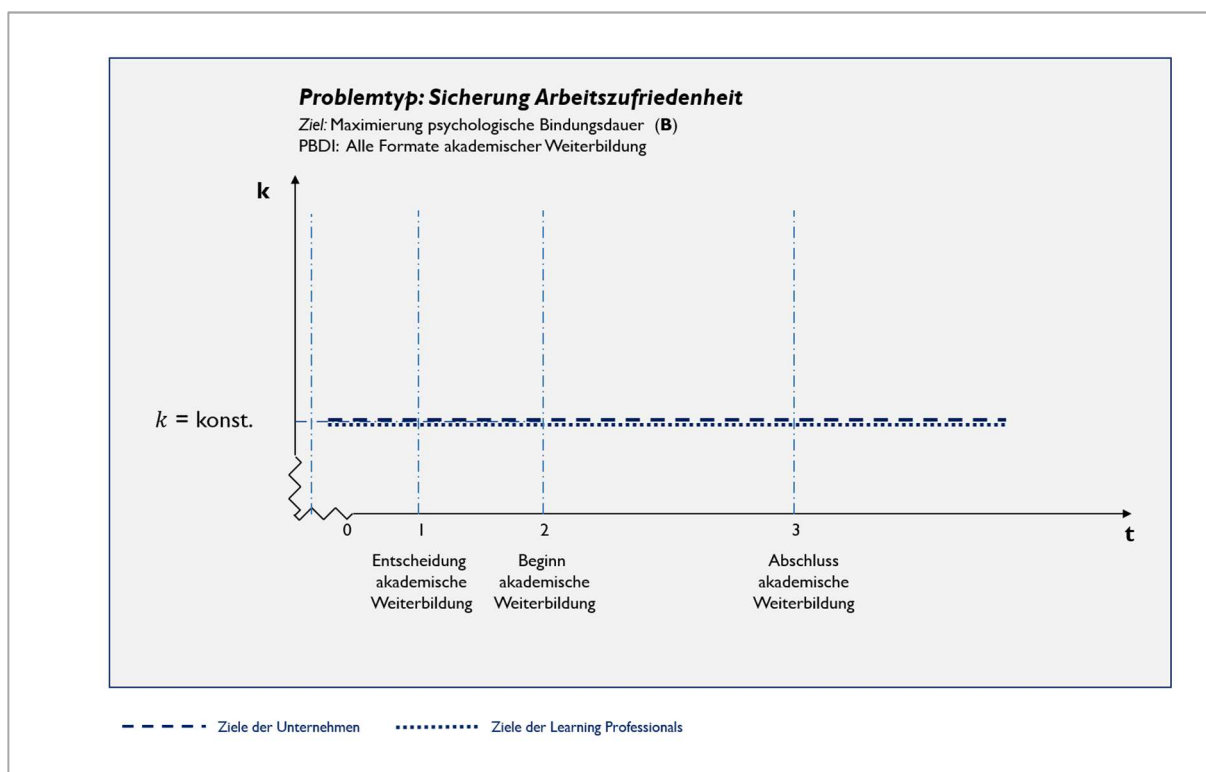 Problemtyp: Sicherung Arbeitszufriedenheit
Ziel: Maximierung psychologische Bindungsdauer (B)
PBDI: Alle Formate akademischer Weiterbildung
k
k = konst.
0 1 2 3
t
Entscheidung
akademische
Weiterbildung
Beginn
akademische
Weiterbildung
Abschluss
akademische
Weiterbildung
Ziele der Unternehmen
Ziele der Learning Professionals